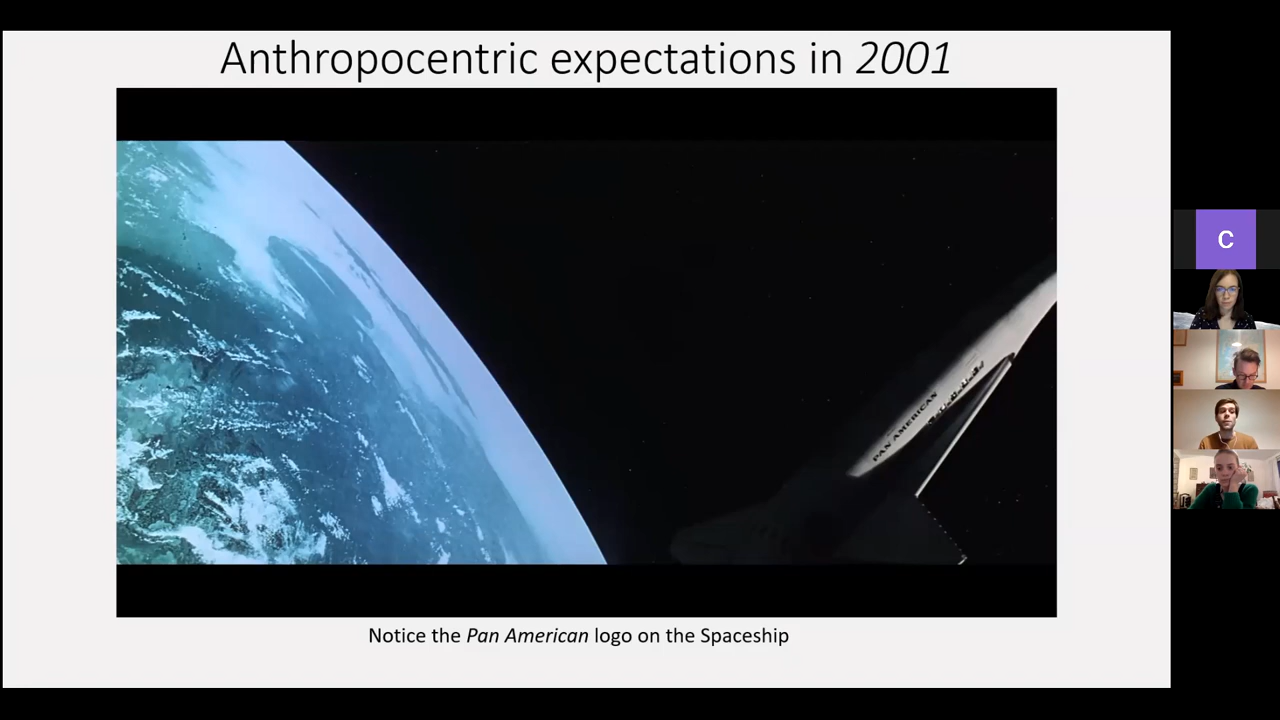 Anthropocentric expectations in 2001
PAN AMERICAN
Notice the Pan American logo on the Spaceship
C